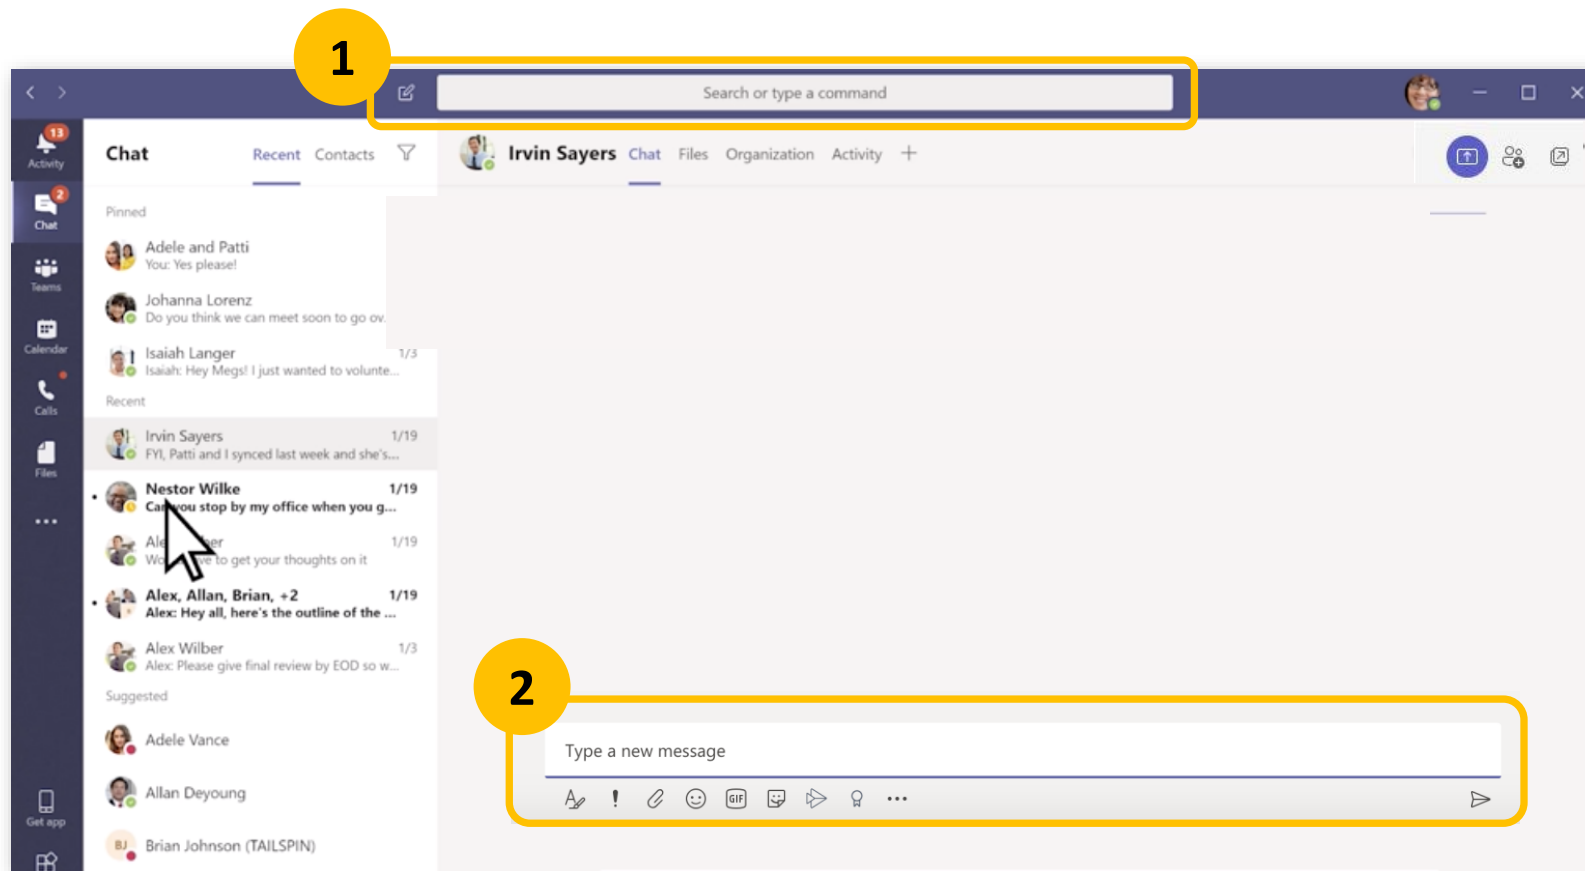 1
Search or type a command
13
Activity
Chat
Recent
Contacts
Irvin Sayers
Chat
Files
Organization
Activity
2
Chat
Teams
Calendar
Calls
Files
Get app
Pinned
Adele and Patti
You: Yes please!
Johanna Lorenz
Do you think we can meet soon to go ov.
Isaiah Langer 1/3
Isaiah: Hey Megs! I just wanted to volunte...
Recent
Irvin Sayers 1/19
FYI, Patti and I synced last week and she's...
Nestor Wilke 1/19
you stop by my office when you g...
1/19
to get your thoughts on it
Alex, Allan, Brian, +2 1/19
Alex: Hey all, here's the outline of the ...
Alex Wilber 1/3
Alex: Please give final review by EOD so w...
Suggested
Adele Vance
Allan Deyoung
BJ Brian Johnson (TAILSPIN)
2
Type a new message
GIF